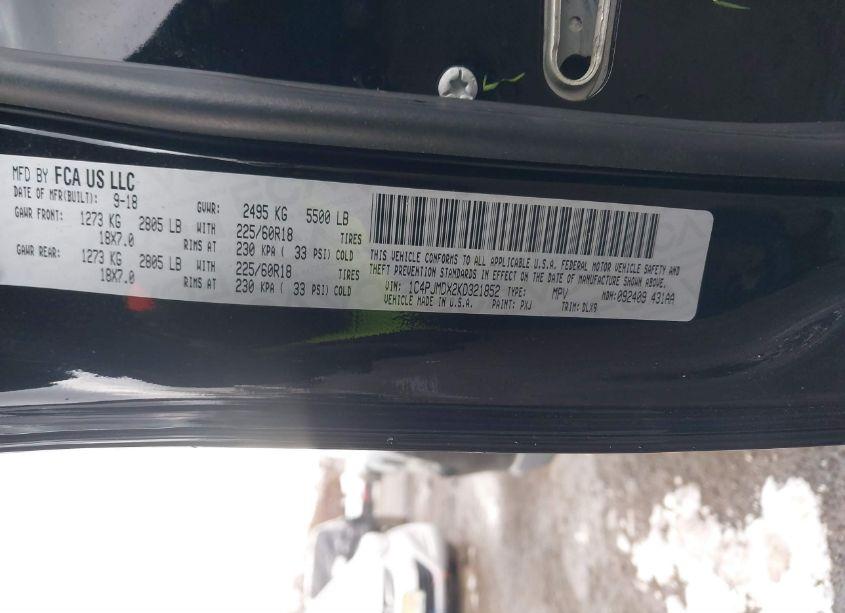 MFD BY FCA US LLC
DATE OF MFR(BUILT): 9-18 GVWR: 2495 KG 5500 LB
GAWR FRONT: 1273 KG 2805 LB WITH 225/60R18 TIRES
18X7.0 RIMS AT 230 KPA ( 33 PSI) COLD
GAWR REAR: 1273 KG 2805 LB WITH 225/60R18 TIRES
18X7.0 RIMS AT 230 KPA ( 33 PSI) COLD
THIS VEHICLE CONFORMS TO ALL APPLICABLE U.S.A. FEDERAL MOTOR VEHICLE SAFETY AND
THEFT PREVENTION STANDARDS IN EFFECT ON THE DATE OF MANUFACTURE SHOWN ABOVE.
VIN: 1C4PJMDX2KD321852 TYPE: MPV MDH: 092409 431AA
VEHICLE MADE IN U.S.A. PAINT: PXJ TRIM: DLX9